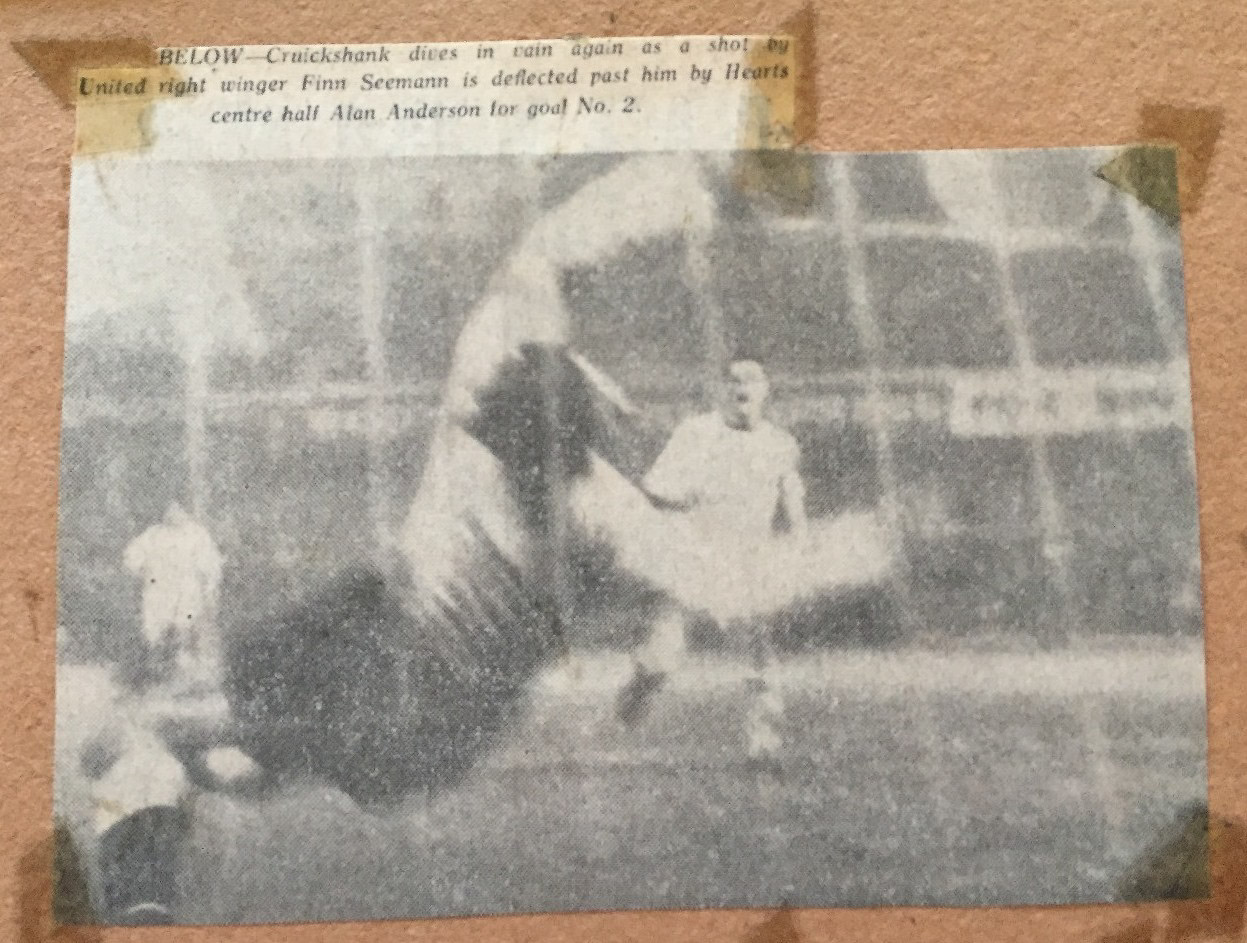 BELOW—Cruickshank dives in vain again as a shot by
United right winger Finn Seemann is deflected past him by Hearts
centre half Alan Anderson for goal No. 2.